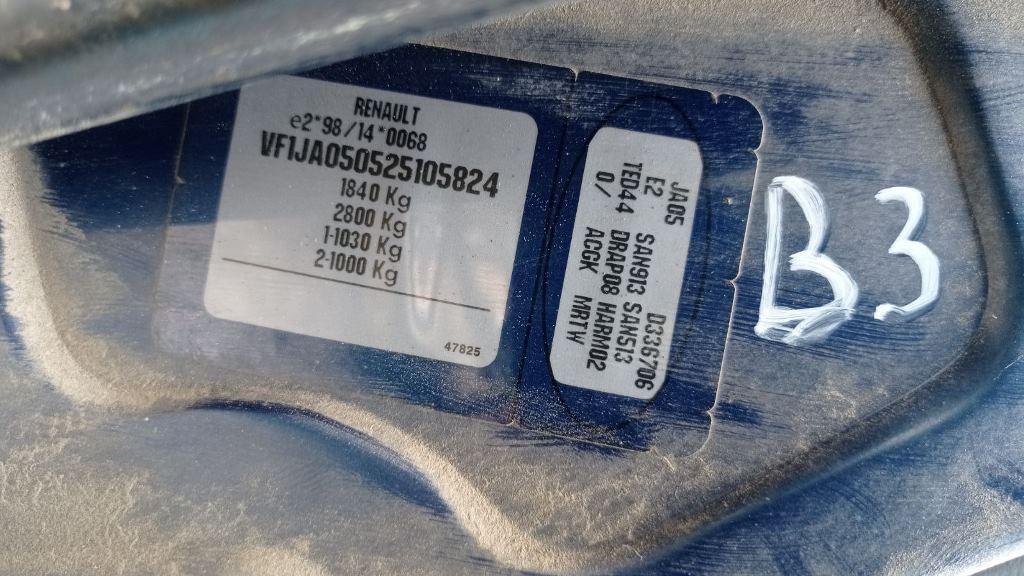 RENAULT
e2*98/14*0068
VF1JA050525105824
1840 Kg
2800 Kg
1-1030 Kg
2-1000 Kg
47825
JA05 SAN913 D336706
E2 DRAP08 SAN513
TED44 HARM02
0/ ACGK MRTW
B 3